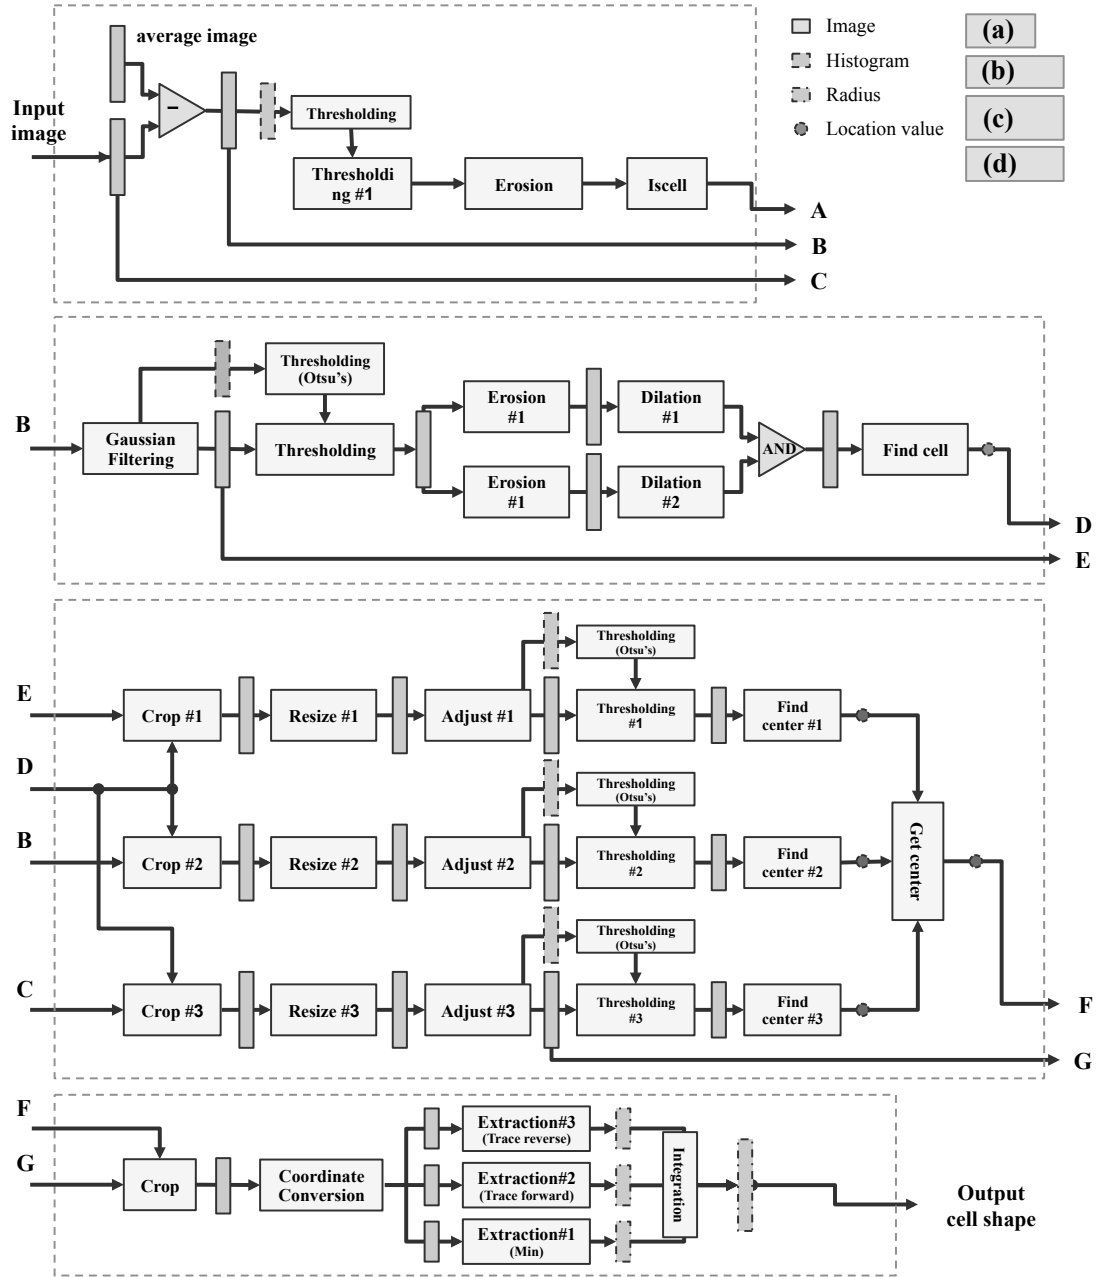 average image
Input
image
−
Thresholding
Thresholdi
ng #1
Erosion
Iscell
A
B
C
Image
Histogram
Radius
Location value
(a)
(b)
(c)
(d)
B
Gaussian
Filtering
Thresholding
(Otsu's)
Thresholding
Erosion
#1
Dilation
#1
Erosion
#1
Dilation
#2
AND
Find cell
D
E
E
Crop #1
Resize #1
Adjust #1
Thresholding
(Otsu's)
Thresholding
#1
Find
center #1
D
B
Crop #2
Resize #2
Adjust #2
Thresholding
(Otsu's)
Thresholding
#2
Find
center #2
Get center
C
Crop #3
Resize #3
Adjust #3
Thresholding
(Otsu's)
Thresholding
#3
Find
center #3
F
G
F
G
Crop
Coordinate
Conversion
Extraction#3
(Trace reverse)
Extraction#2
(Trace forward)
Extraction#1
(Min)
Integration
Output
cell shape